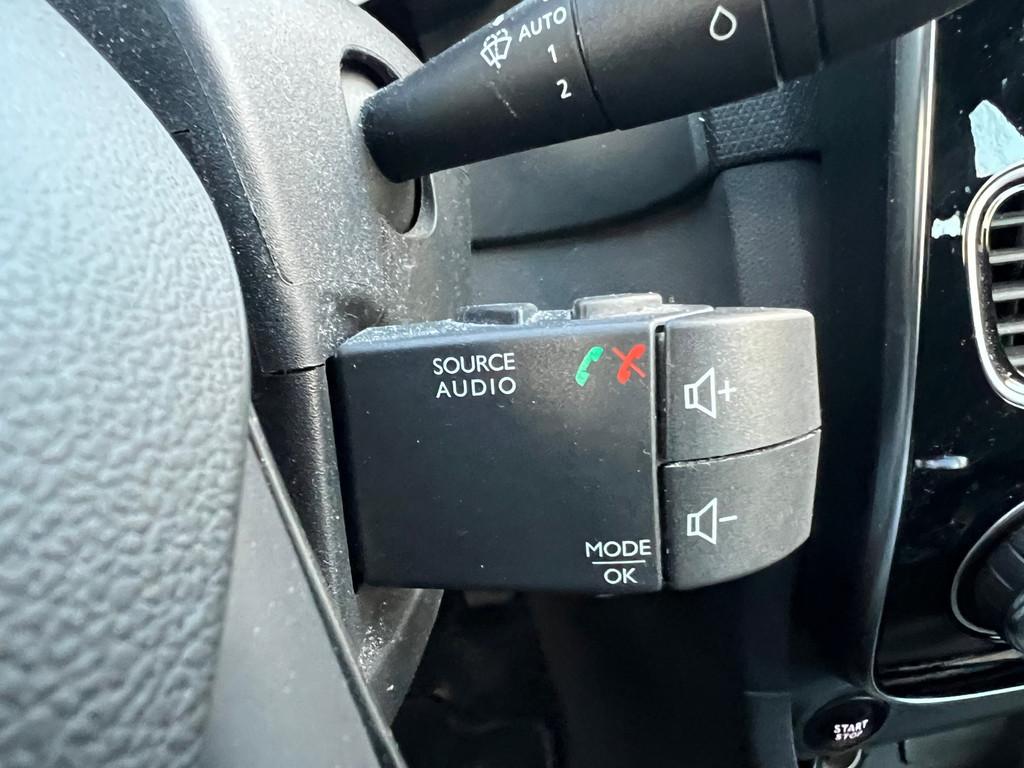 AUTO
1
2
SOURCE
AUDIO
+
-
MODE
OK
START
STOP